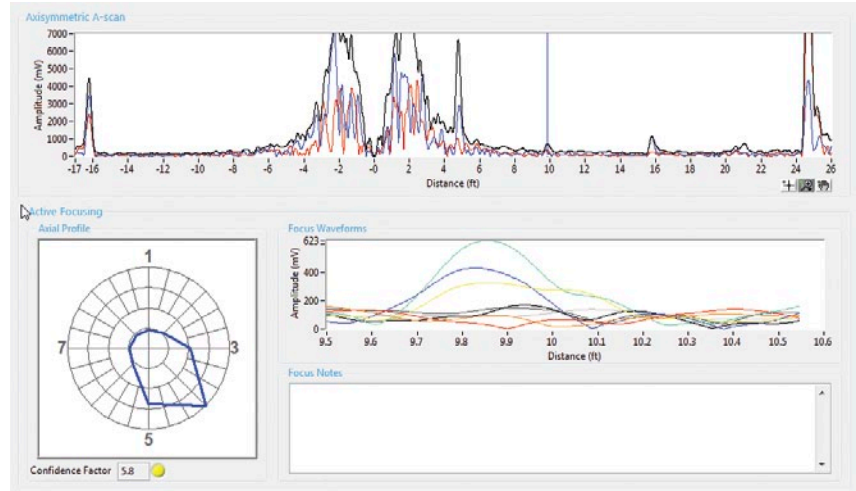 Axisymmetric A-scan
7000
6000
5000
4000
3000
2000
1000
0
Amplitude (mV)
-17 -16 -14 -12 -10 -8 -6 -4 -2 -0 2 4 6 8 10 12 14 16 18 20 22 24 26
Distance (ft)
Active Focusing
Axial Profile
1
7 3
5
Confidence Factor 5.8
Focus Waveforms
623
400
200
0
Amplitude (mV)
9.5 9.6 9.7 9.8 9.9 10 10.1 10.2 10.3 10.4 10.5 10.6
Distance (ft)
Focus Notes